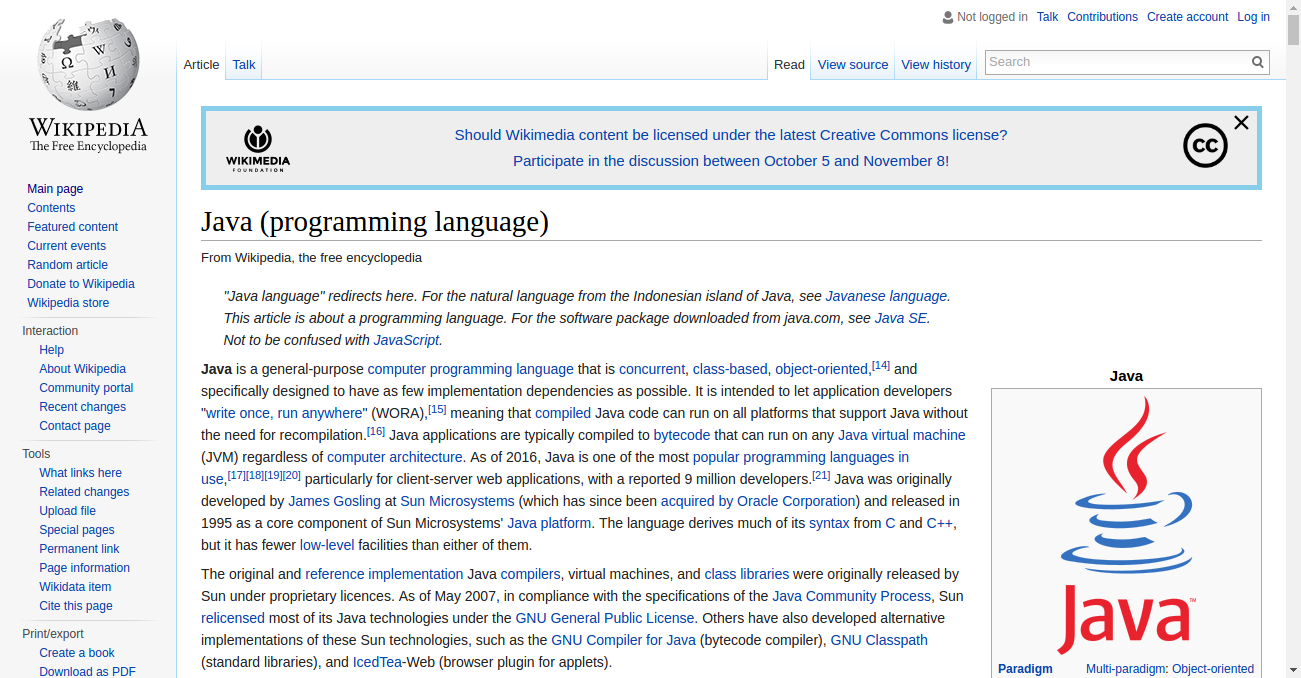 Not logged in Talk Contributions Create account Log in
Article Talk Read View source View history Search
WIKIPEDIA
The Free Encyclopedia
Main page
Contents
Featured content
Current events
Random article
Donate to Wikipedia
Wikipedia store
Interaction
Help
About Wikipedia
Community portal
Recent changes
Contact page
Tools
What links here
Related changes
Upload file
Special pages
Permanent link
Page information
Wikidata item
Cite this page
Print/export
Create a book
Download as PDF
WIKIMEDIA
FOUNDATION
Should Wikimedia content be licensed under the latest Creative Commons license?
Participate in the discussion between October 5 and November 8!
CC
Java (programming language)
From Wikipedia, the free encyclopedia
"Java language" redirects here. For the natural language from the Indonesian island of Java, see Javanese language.
This article is about a programming language. For the software package downloaded from java.com, see Java SE.
Not to be confused with JavaScript.
Java is a general-purpose computer programming language that is concurrent, class-based, object-oriented,[14] and
specifically designed to have as few implementation dependencies as possible. It is intended to let application developers
"write once, run anywhere" (WORA),[15] meaning that compiled Java code can run on all platforms that support Java without
the need for recompilation.[16] Java applications are typically compiled to bytecode that can run on any Java virtual machine
(JVM) regardless of computer architecture. As of 2016, Java is one of the most popular programming languages in
use,[17][18][19][20] particularly for client-server web applications, with a reported 9 million developers.[21] Java was originally
developed by James Gosling at Sun Microsystems (which has since been acquired by Oracle Corporation) and released in
1995 as a core component of Sun Microsystems' Java platform. The language derives much of its syntax from C and C++,
but it has fewer low-level facilities than either of them.
The original and reference implementation Java compilers, virtual machines, and class libraries were originally released by
Sun under proprietary licences. As of May 2007, in compliance with the specifications of the Java Community Process, Sun
relicensed most of its Java technologies under the GNU General Public License. Others have also developed alternative
implementations of these Sun technologies, such as the GNU Compiler for Java (bytecode compiler), GNU Classpath
(standard libraries), and IcedTea-Web (browser plugin for applets).
Java
Java™
Paradigm Multi-paradigm: Object-oriented